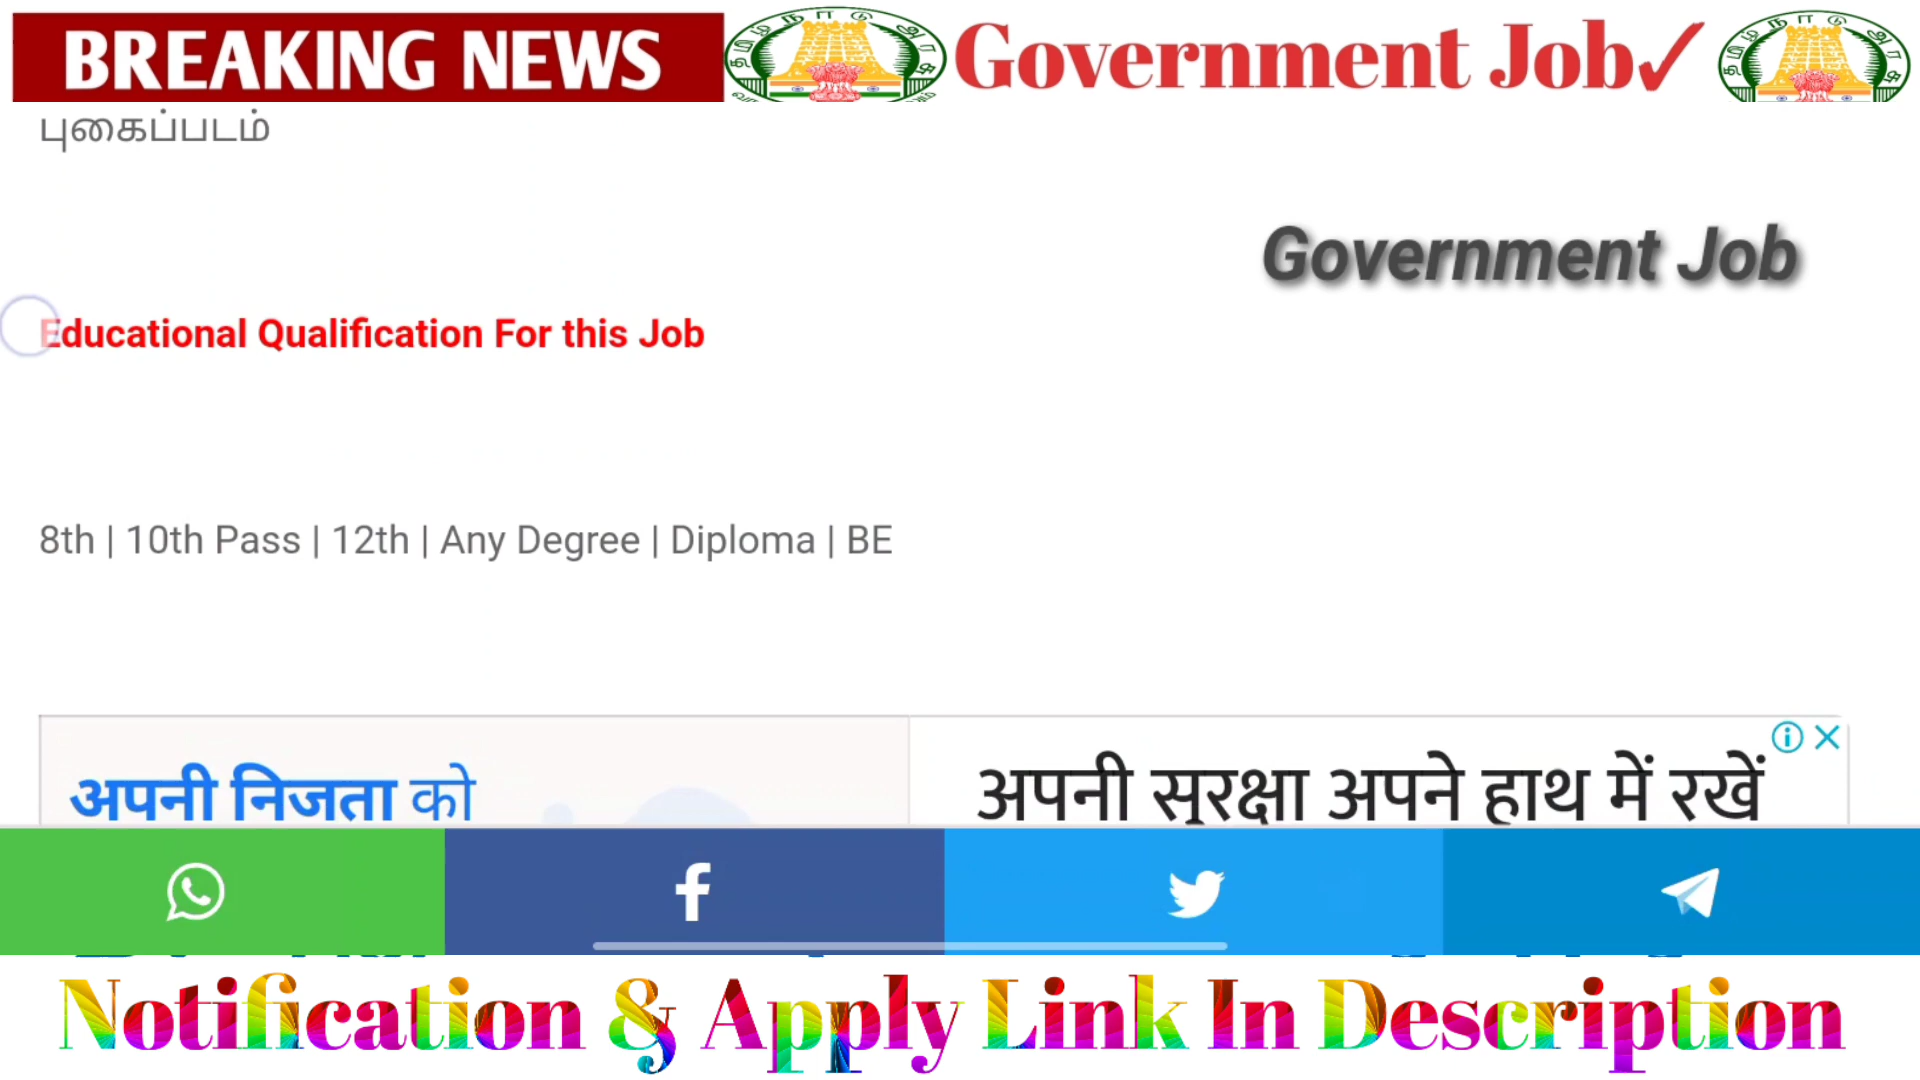 BREAKING NEWS
Government Job✓
புகைப்படம்
Government Job
Educational Qualification For this Job
8th | 10th Pass | 12th | Any Degree | Diploma | BE
अपनी निजता को
अपनी सुरक्षा अपने हाथ में रखें
Notification & Apply Link In Description